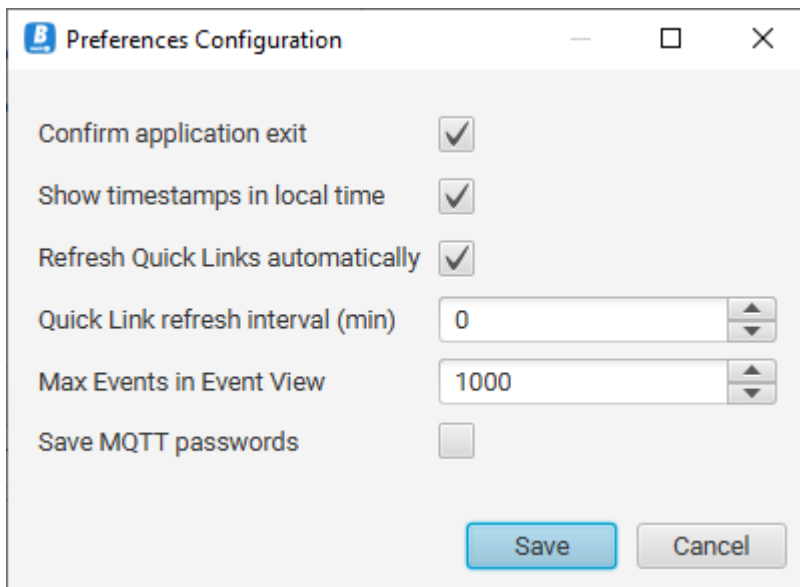 Preferences Configuration
Confirm application exit
Show timestamps in local time
Refresh Quick Links automatically
Quick Link refresh interval (min) 0
Max Events in Event View 1000
Save MQTT passwords
Save Cancel